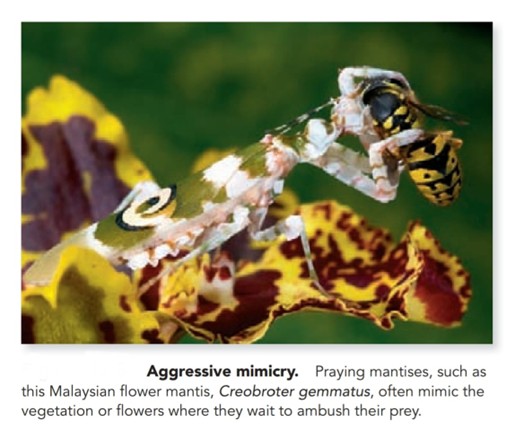 Aggressive mimicry. Praying mantises, such as
this Malaysian flower mantis, Creobroter gemmatus, often mimic the
vegetation or flowers where they wait to ambush their prey.